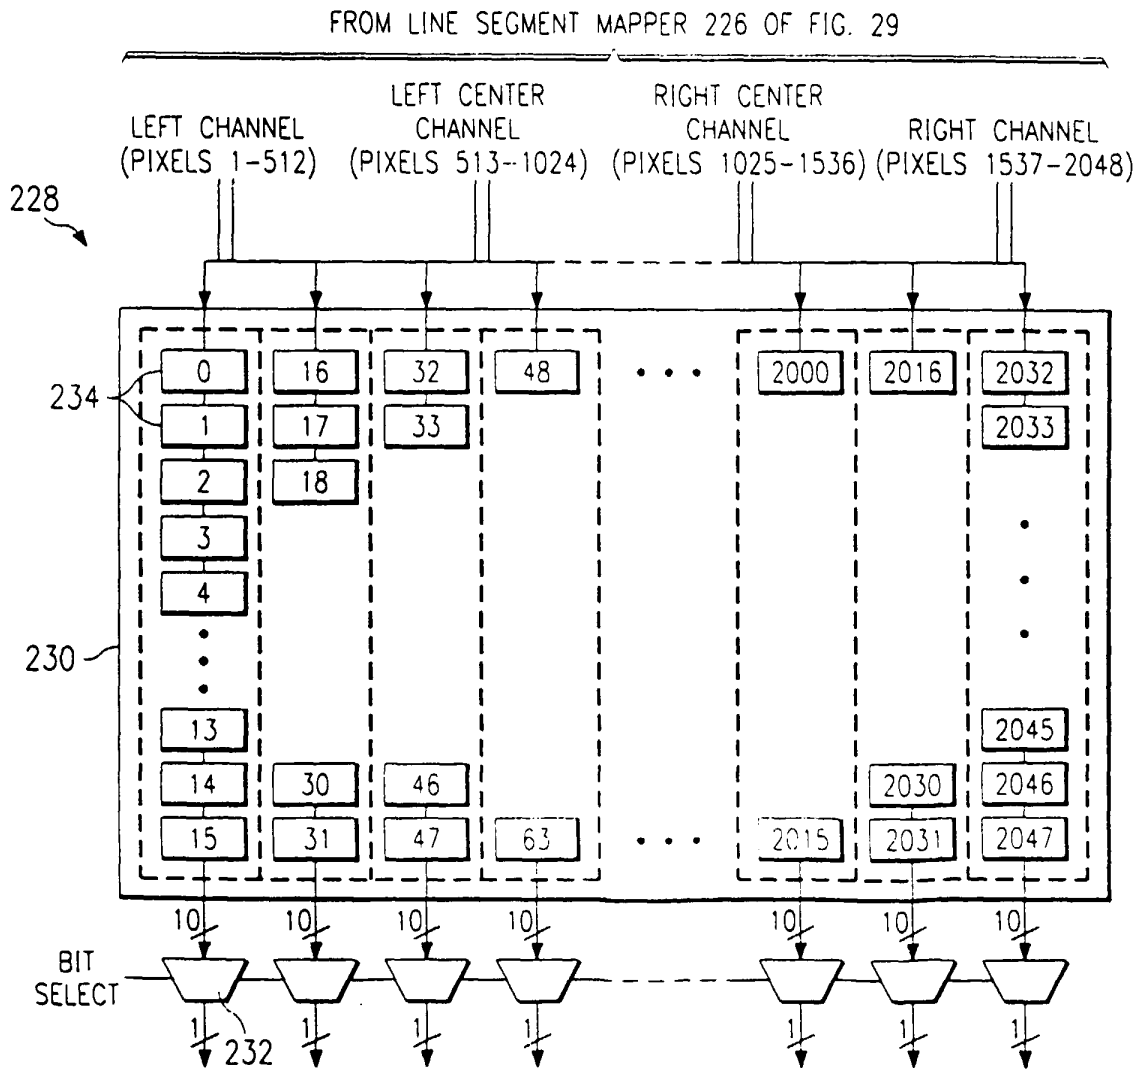 FROM LINE SEGMENT MAPPER 226 OF FIG. 29
LEFT CHANNEL
(PIXELS 1-512)
LEFT CENTER
CHANNEL
(PIXELS 513-1024)
RIGHT CENTER
CHANNEL
(PIXELS 1025-1536)
RIGHT CHANNEL
(PIXELS 1537-2048)
228
0 16 32 48 • • • 2000 2016 2032
234
1 17 33 2033
2 18
3
4
230
13 2045
14 30 46 2030 2046
15 31 47 63 • • • 2015 2031 2047
10 10 10 10 10 10 10
BIT
SELECT
1 1 1 1 1 1 1
232